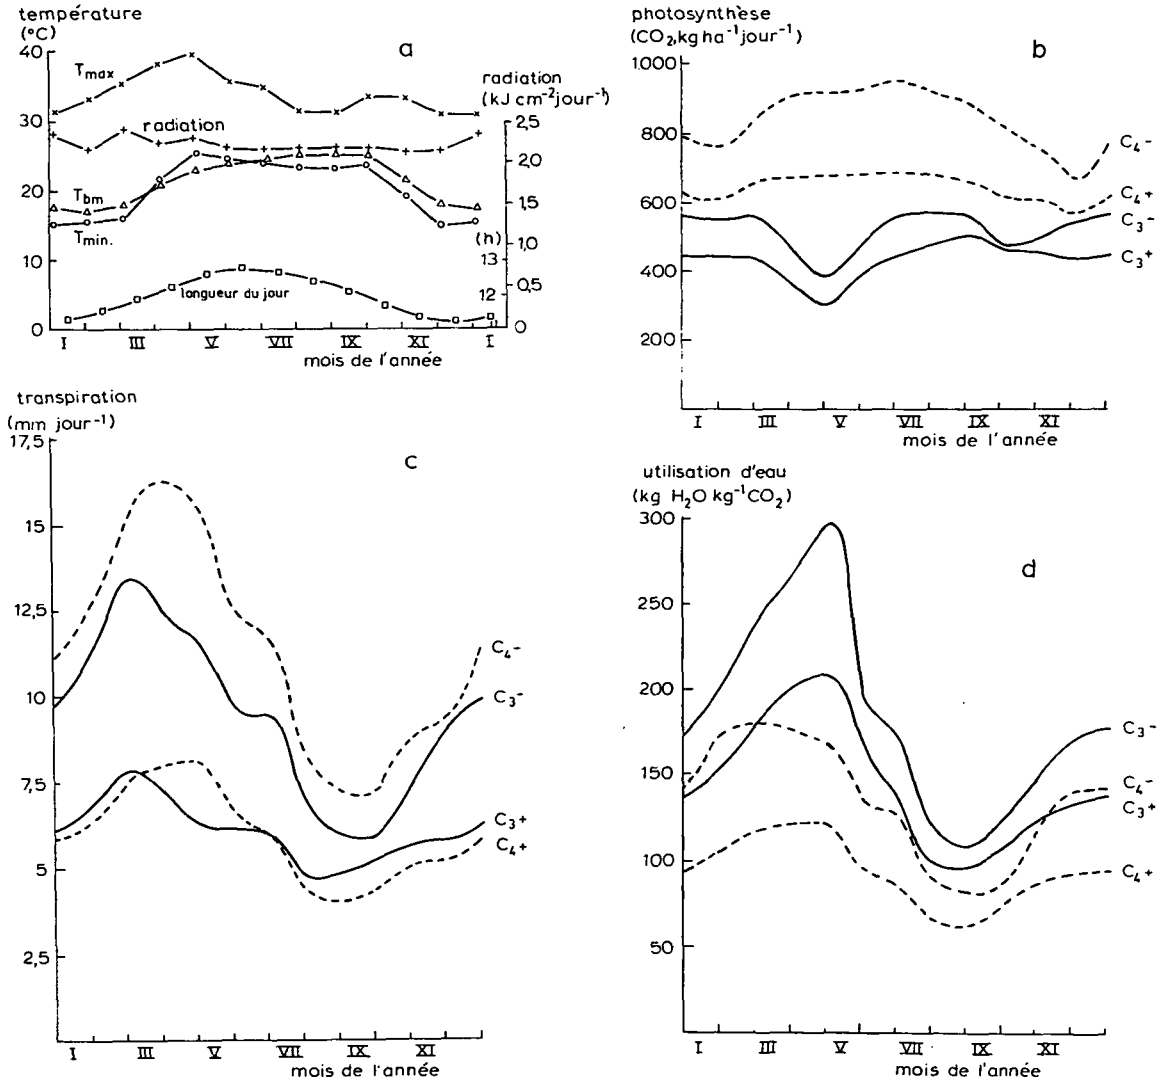 température
(°C)
a
40
30
20
10
0
Tmax
radiation
Tbm
Tmin.
longueur du jour
radiation
(kJ cm⁻² jour⁻¹)
2,5
2,0
1,5
1,0
0,5
0
(h)
13
12
I III V VII IX XI I
mois de l'année
photosynthèse
(CO₂, kg ha⁻¹ jour⁻¹)
b
1.000
800
600
400
200
C₄-
C₄+
C₃-
C₃+
I III V VII IX XI
mois de l'année
transpiration
(mm jour⁻¹)
c
17,5
15
12,5
10
7,5
5
2,5
C₄-
C₃-
C₃+
C₄+
I III V VII IX XI
mois de l'année
utilisation d'eau
(kg H₂O kg⁻¹ CO₂)
d
300
250
200
150
100
50
C₃-
C₄-
C₃+
C₄+
I III V VII IX XI
mois de l'année